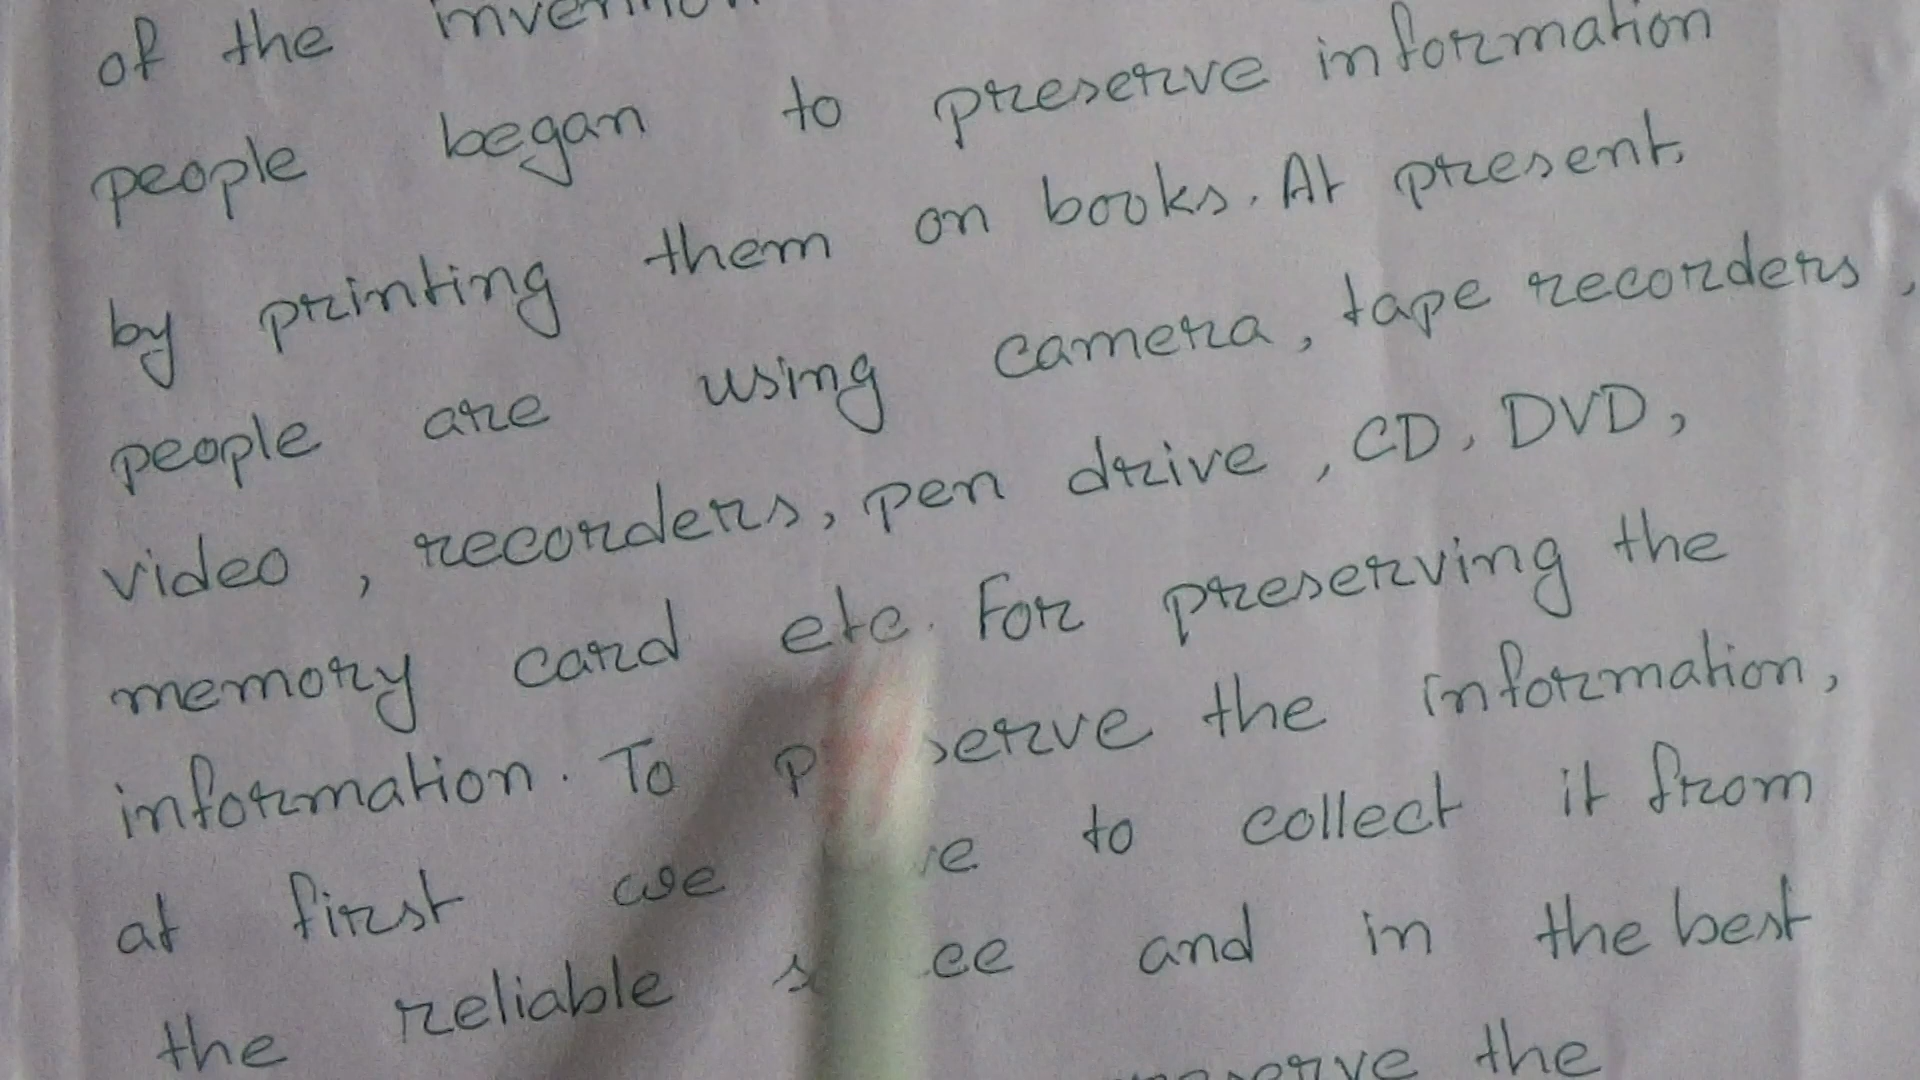 of the
people began to preserve information
by printing them on books. At present,
people are using camera, tape recorders,
video, recorders, pen drive, CD, DVD,
memory card etc. For preserving the
information. To the information,
at first we to collect it from
the reliable and in the best
the